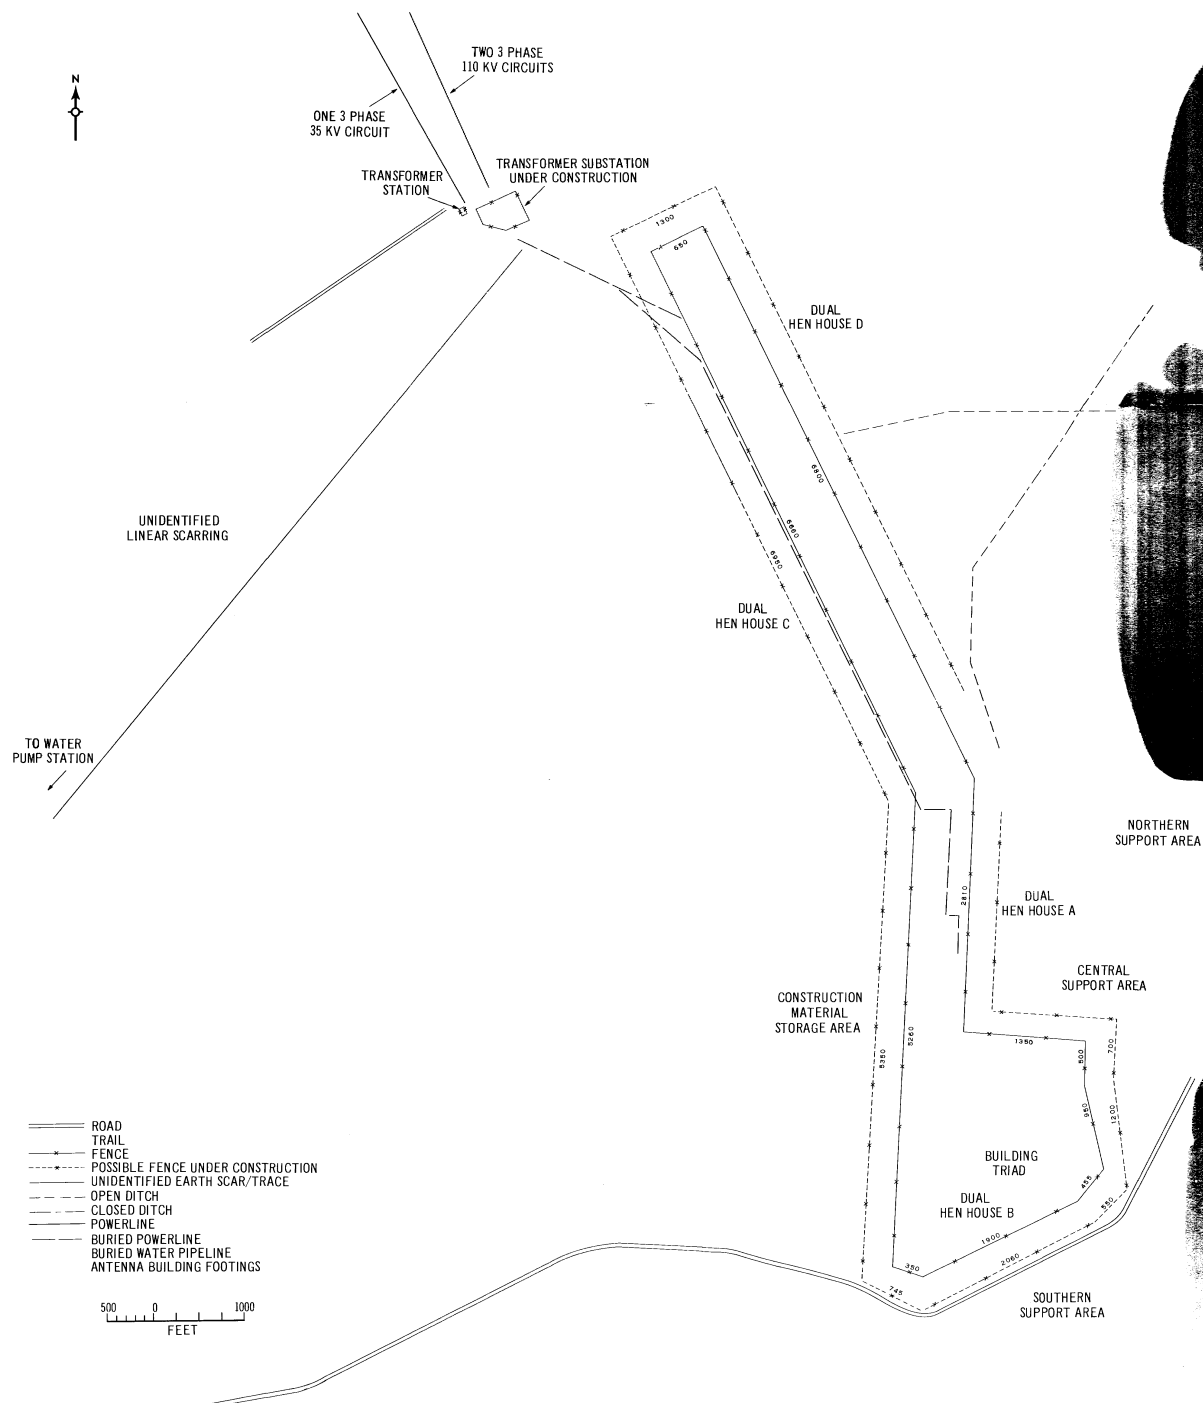 N
TWO 3 PHASE
110 KV CIRCUITS
ONE 3 PHASE
35 KV CIRCUIT
TRANSFORMER
STATION
TRANSFORMER SUBSTATION
UNDER CONSTRUCTION
1300
650
DUAL
HEN HOUSE D
6800
6660
6950
UNIDENTIFIED
LINEAR SCARRING
DUAL
HEN HOUSE C
TO WATER
PUMP STATION
NORTHERN
SUPPORT AREA
2810
DUAL
HEN HOUSE A
CENTRAL
SUPPORT AREA
CONSTRUCTION
MATERIAL
STORAGE AREA
5350
5260
1350
500
700
950
1200
BUILDING
TRIAD
455
550
DUAL
HEN HOUSE B
1900
2060
350
745
SOUTHERN
SUPPORT AREA
ROAD
TRAIL
FENCE
POSSIBLE FENCE UNDER CONSTRUCTION
UNIDENTIFIED EARTH SCAR/TRACE
OPEN DITCH
CLOSED DITCH
POWERLINE
BURIED POWERLINE
BURIED WATER PIPELINE
ANTENNA BUILDING FOOTINGS
500 0 1000
FEET